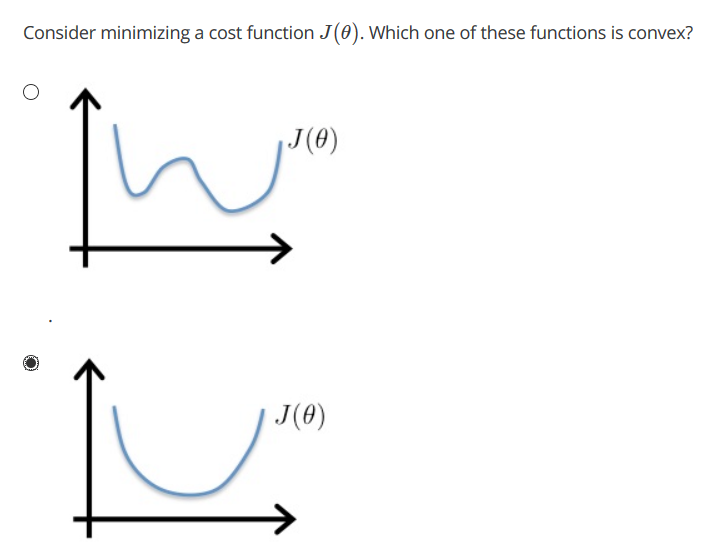 Consider minimizing a cost function J(θ). Which one of these functions is convex?
J(θ)
.
J(θ)